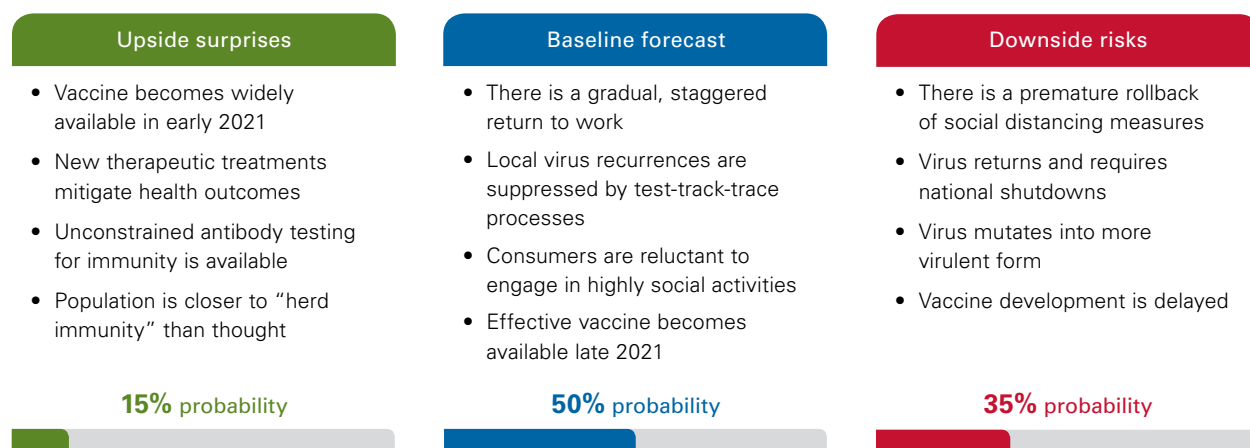 Upside surprises
• Vaccine becomes widely
available in early 2021
• New therapeutic treatments
mitigate health outcomes
• Unconstrained antibody testing
for immunity is available
• Population is closer to “herd
immunity” than thought
15% probability
Baseline forecast
• There is a gradual, staggered
return to work
• Local virus recurrences are
suppressed by test-track-trace
processes
• Consumers are reluctant to
engage in highly social activities
• Effective vaccine becomes
available late 2021
50% probability
Downside risks
• There is a premature rollback
of social distancing measures
• Virus returns and requires
national shutdowns
• Virus mutates into more
virulent form
• Vaccine development is delayed
35% probability